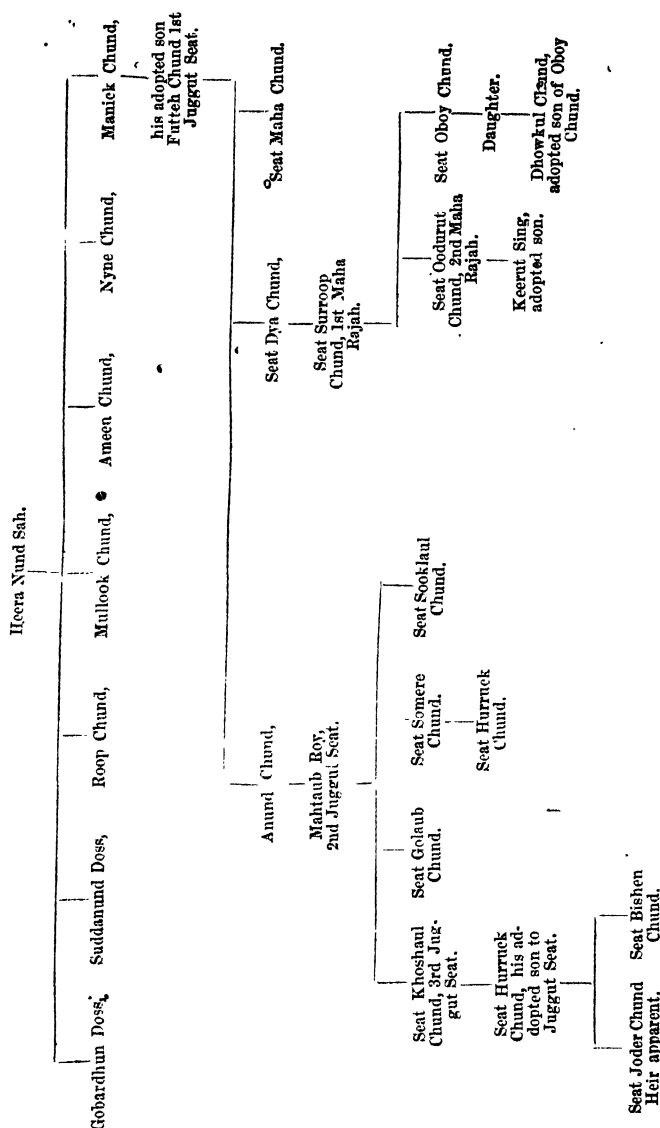 Heera Nund Sah.
Gobardhun Doss,
Suddanund Doss,
Roop Chund,
Mullook Chund,
Ameen Chund,
Nyne Chund,
Manick Chund,
his adopted son
Futteh Chund 1st
Juggut Seat.
Anund Chund,
Seat Dya Chund,
Seat Maha Chund.
Mahtaub Roy,
2nd Juggut Seat.
Seat Surroop
Chund, 1st Maha
Rajah.
Seat Khoshaul
Chund, 3rd Jug-
gut Seat.
Seat Golaub
Chund.
Seat Somere
Chund.
Seat Sooklaul
Chund.
Seat Oodurut
Chund, 2nd Maha
Rajah.
Seat Oboy Chund.
Seat Hurruck
Chund, his ad-
dopted son to
Juggut Seat.
Seat Hurruck
Chund.
Keerut Sing,
adopted son.
Daughter.
Dhowkul Chand,
adopted son of Oboy
Chund.
Seat Joder Chund
Heir apparent.
Seat Bishen
Chund.